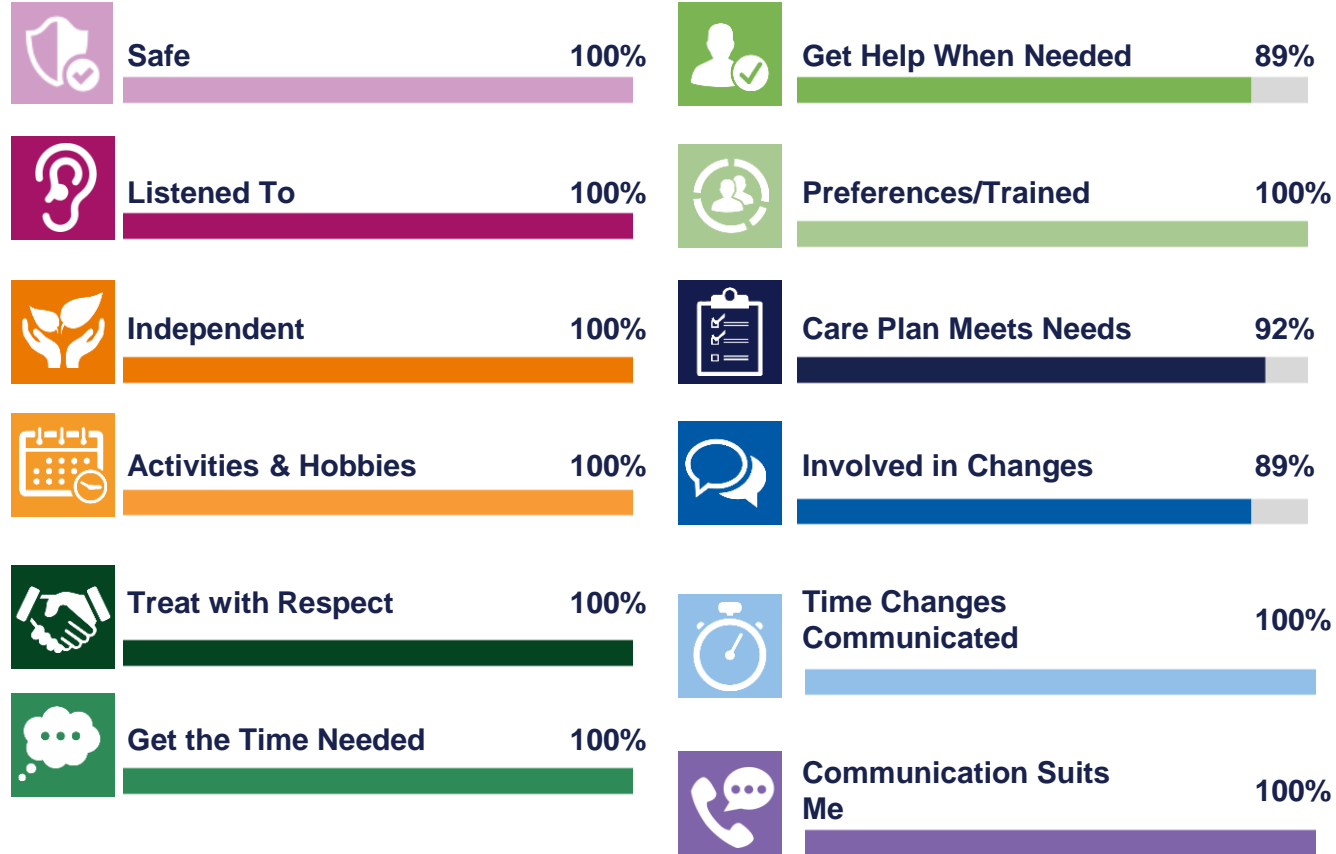 Safe 100%
Listened To 100%
Independent 100%
Activities & Hobbies 100%
Treat with Respect 100%
Get the Time Needed 100%
Get Help When Needed 89%
Preferences/Trained 100%
Care Plan Meets Needs 92%
Involved in Changes 89%
Time Changes
Communicated 100%
Communication Suits
Me 100%